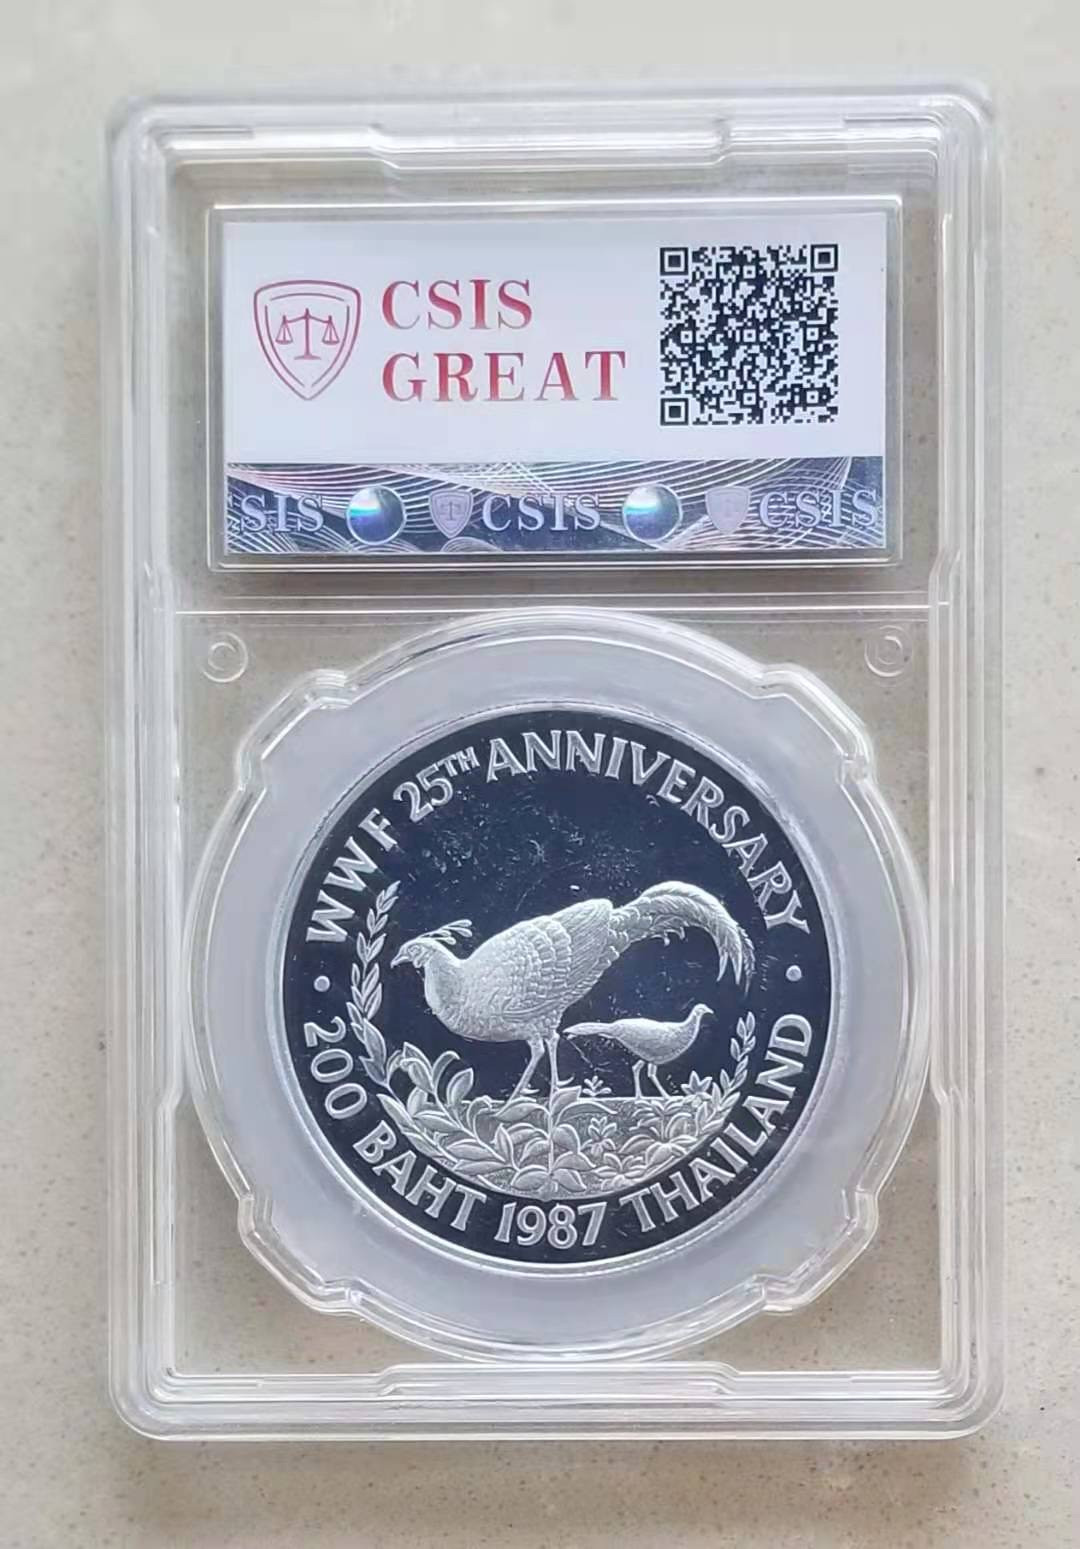 CSIS
GREAT
SIS CSIS CSIS
WWF 25TH ANNIVERSARY
200 BAHT 1987 THAILAND